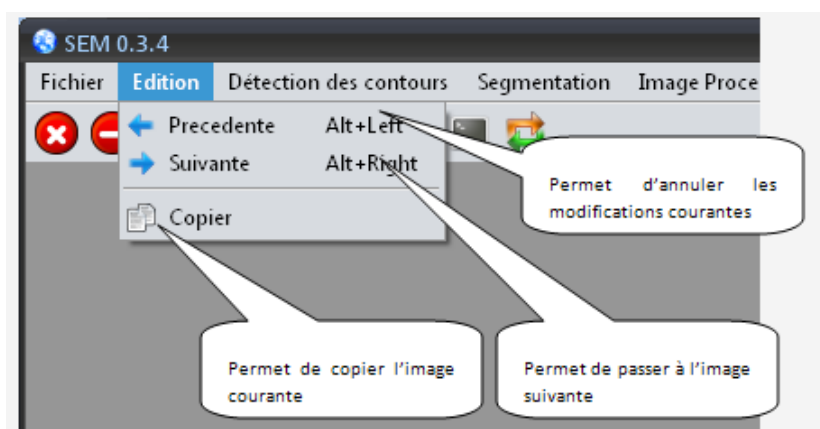 SEM 0.3.4
Fichier Edition Détection des contours Segmentation Image Proce
Precedente Alt+Left
Suivante Alt+Right
Copier
Permet d'annuler les
modifications courantes
Permet de copier l'image
courante
Permet de passer à l'image
suivante